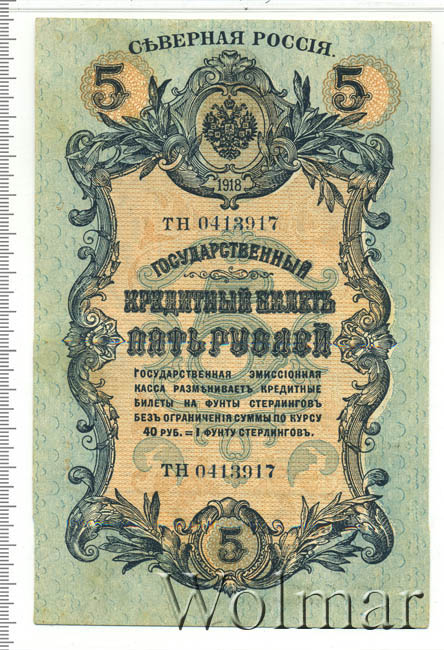 СѢВЕРНАЯ РОССІЯ.
5 5
1918
ТН 0413917
ГОСУДАРСТВЕННЫЙ
КРЕДИТНЫЙ БИЛЕТЪ
ПЯТЬ РУБЛЕЙ
ГОСУДАРСТВЕННАЯ ЭМИССІОННАЯ
КАССА РАЗМѢНИВАЕТЪ КРЕДИТНЫЕ
БИЛЕТЫ НА ФУНТЫ СТЕРЛИНГОВЪ
БЕЗЪ ОГРАНИЧЕНІЯ СУММЫ ПО КУРСУ
40 РУБ. = 1 ФУНТУ СТЕРЛИНГОВЪ.
ТН 0413917
5
Wolmar